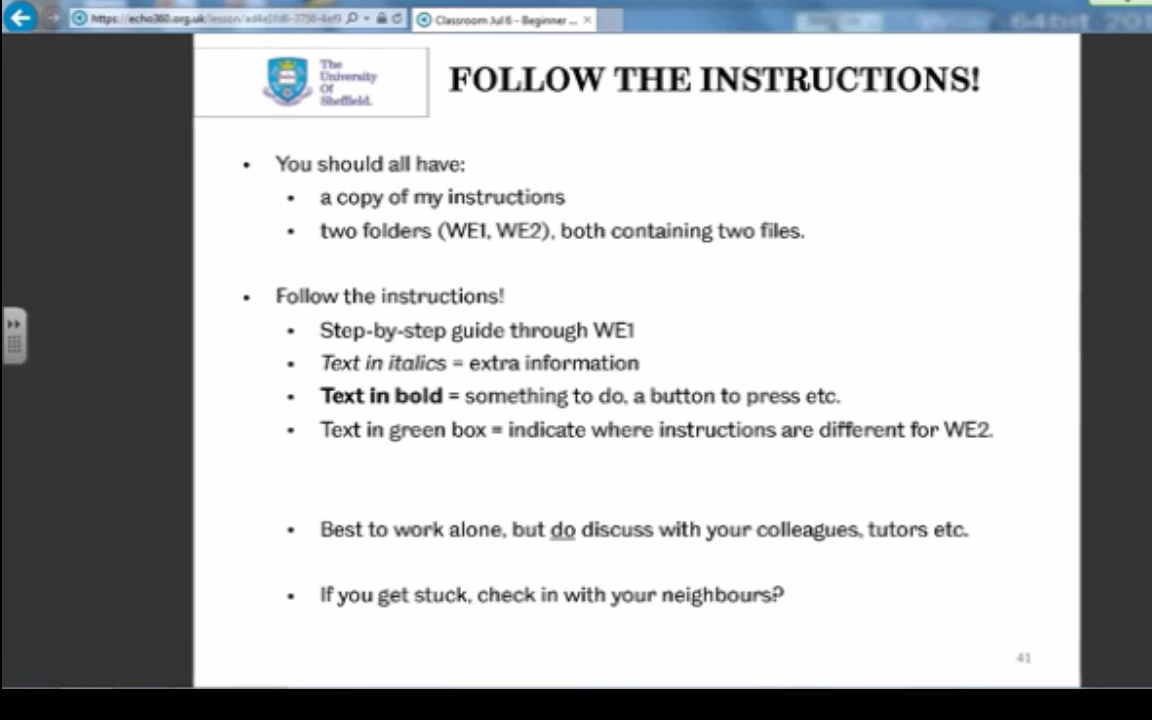 Classroom Jul 6 - Beginner ...
64bit 201
The
University
Of
Sheffield.
FOLLOW THE INSTRUCTIONS!
• You should all have:
• a copy of my instructions
• two folders (WE1, WE2), both containing two files.
• Follow the instructions!
• Step-by-step guide through WE1
• Text in italics = extra information
• Text in bold = something to do, a button to press etc.
• Text in green box = indicate where instructions are different for WE2.
• Best to work alone, but do discuss with your colleagues, tutors etc.
• If you get stuck, check in with your neighbours?
41